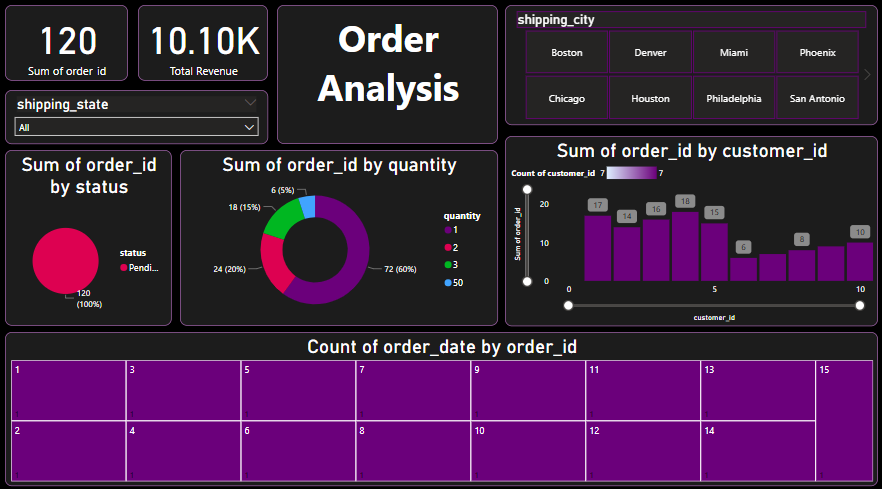 120
Sum of order id
10.10K
Total Revenue
Order
Analysis
shipping_city
Boston
Denver
Miami
Phoenix
Chicago
Houston
Philadelphia
San Antonio
shipping_state
All
Sum of order_id
by status
120
(100%)
status
Pendi...
Sum of order_id by quantity
6 (5%)
18 (15%)
24 (20%)
72 (60%)
quantity
1
2
3
50
Sum of order_id by customer_id
Count of customer_id 7 7
Sum of order_id
20
10
0
17
14
16
18
15
6
8
10
0
5
10
customer_id
Count of order_date by order_id
1
3
5
7
9
11
13
15
2
4
6
8
10
12
14